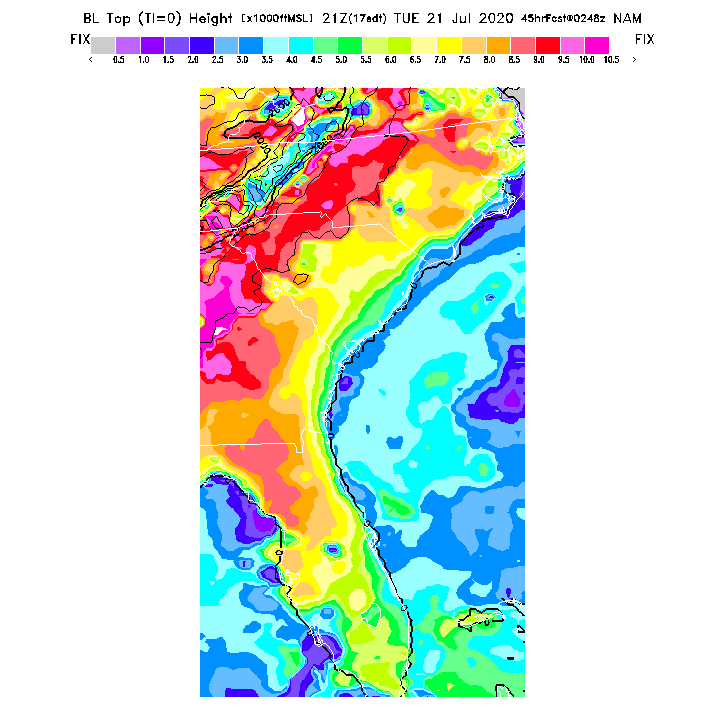 BL Top (TI=0) Height [x1000ftMSL] 21Z(17edt) TUE 21 Jul 2020 45hrFcst@0248z NAM
FIX FIX
< 0.5 1.0 1.5 2.0 2.5 3.0 3.5 4.0 4.5 5.0 5.5 6.0 6.5 7.0 7.5 8.0 8.5 9.0 9.5 10.0 10.5 >
2000
2000